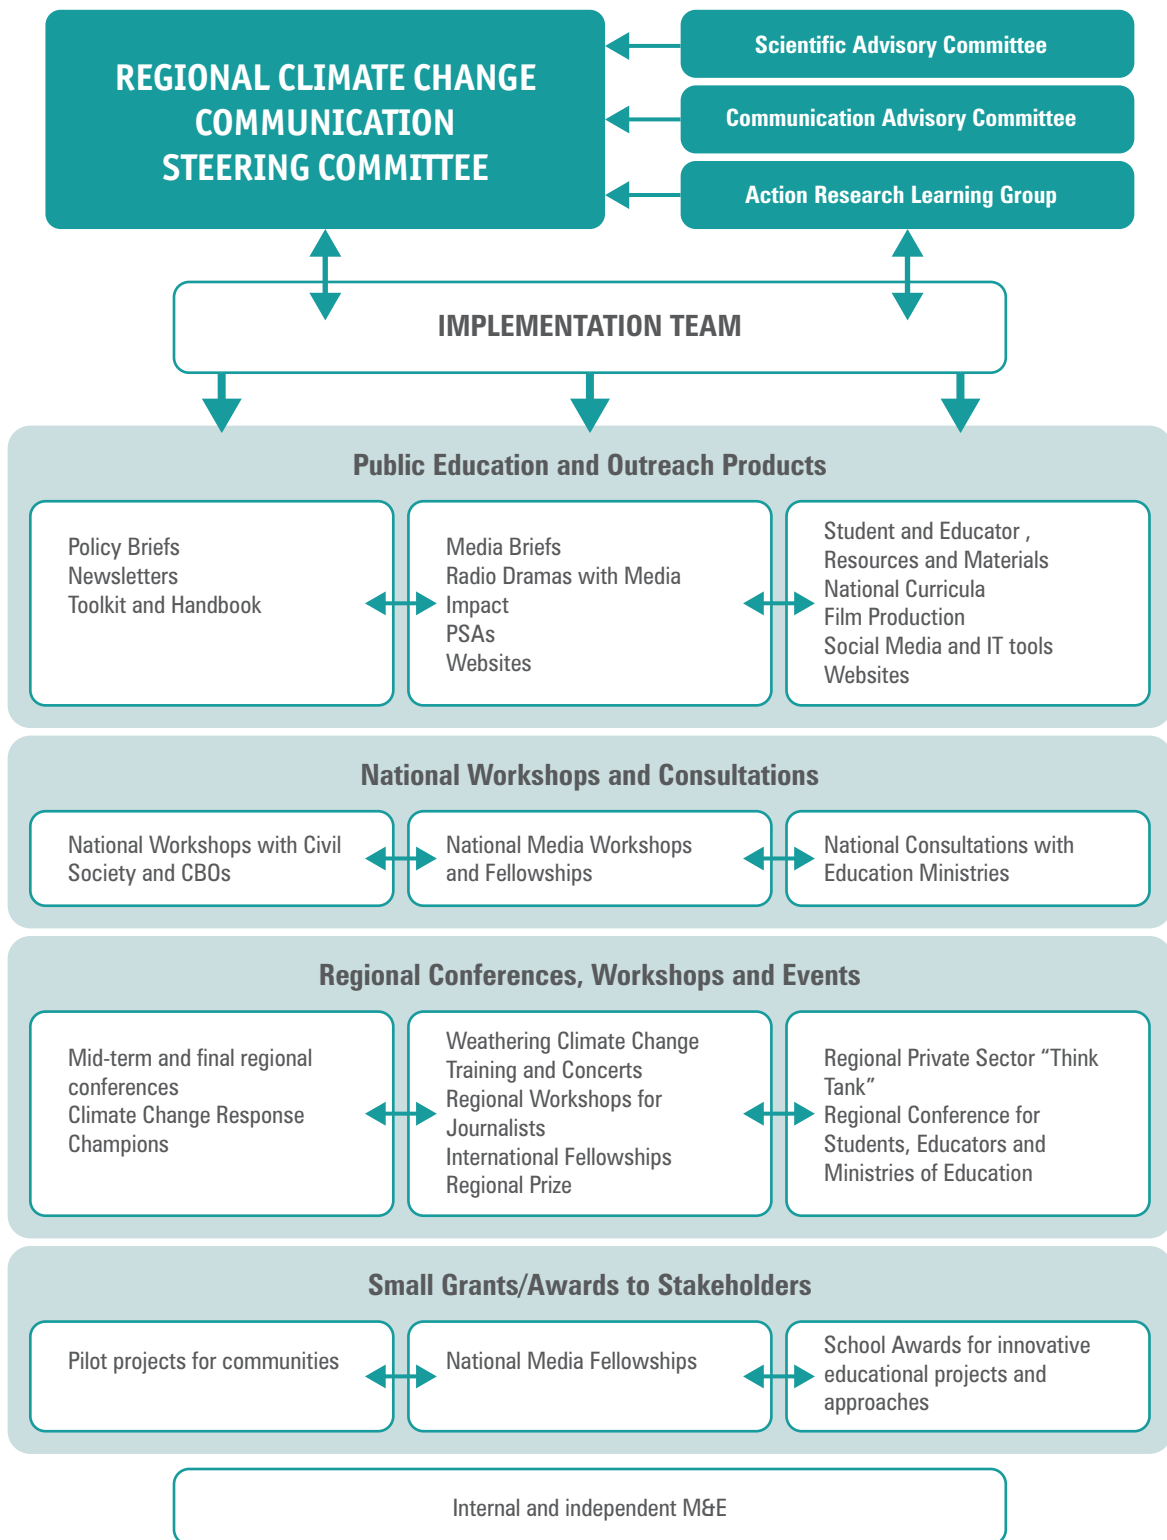 REGIONAL CLIMATE CHANGE
COMMUNICATION
STEERING COMMITTEE
Scientific Advisory Committee
Communication Advisory Committee
Action Research Learning Group
IMPLEMENTATION TEAM
Public Education and Outreach Products
Policy Briefs
Newsletters
Toolkit and Handbook
Media Briefs
Radio Dramas with Media
Impact
PSAs
Websites
Student and Educator ,
Resources and Materials
National Curricula
Film Production
Social Media and IT tools
Websites
National Workshops and Consultations
National Workshops with Civil
Society and CBOs
National Media Workshops
and Fellowships
National Consultations with
Education Ministries
Regional Conferences, Workshops and Events
Mid-term and final regional
conferences
Climate Change Response
Champions
Weathering Climate Change
Training and Concerts
Regional Workshops for
Journalists
International Fellowships
Regional Prize
Regional Private Sector “Think
Tank”
Regional Conference for
Students, Educators and
Ministries of Education
Small Grants/Awards to Stakeholders
Pilot projects for communities
National Media Fellowships
School Awards for innovative
educational projects and
approaches
Internal and independent M&E